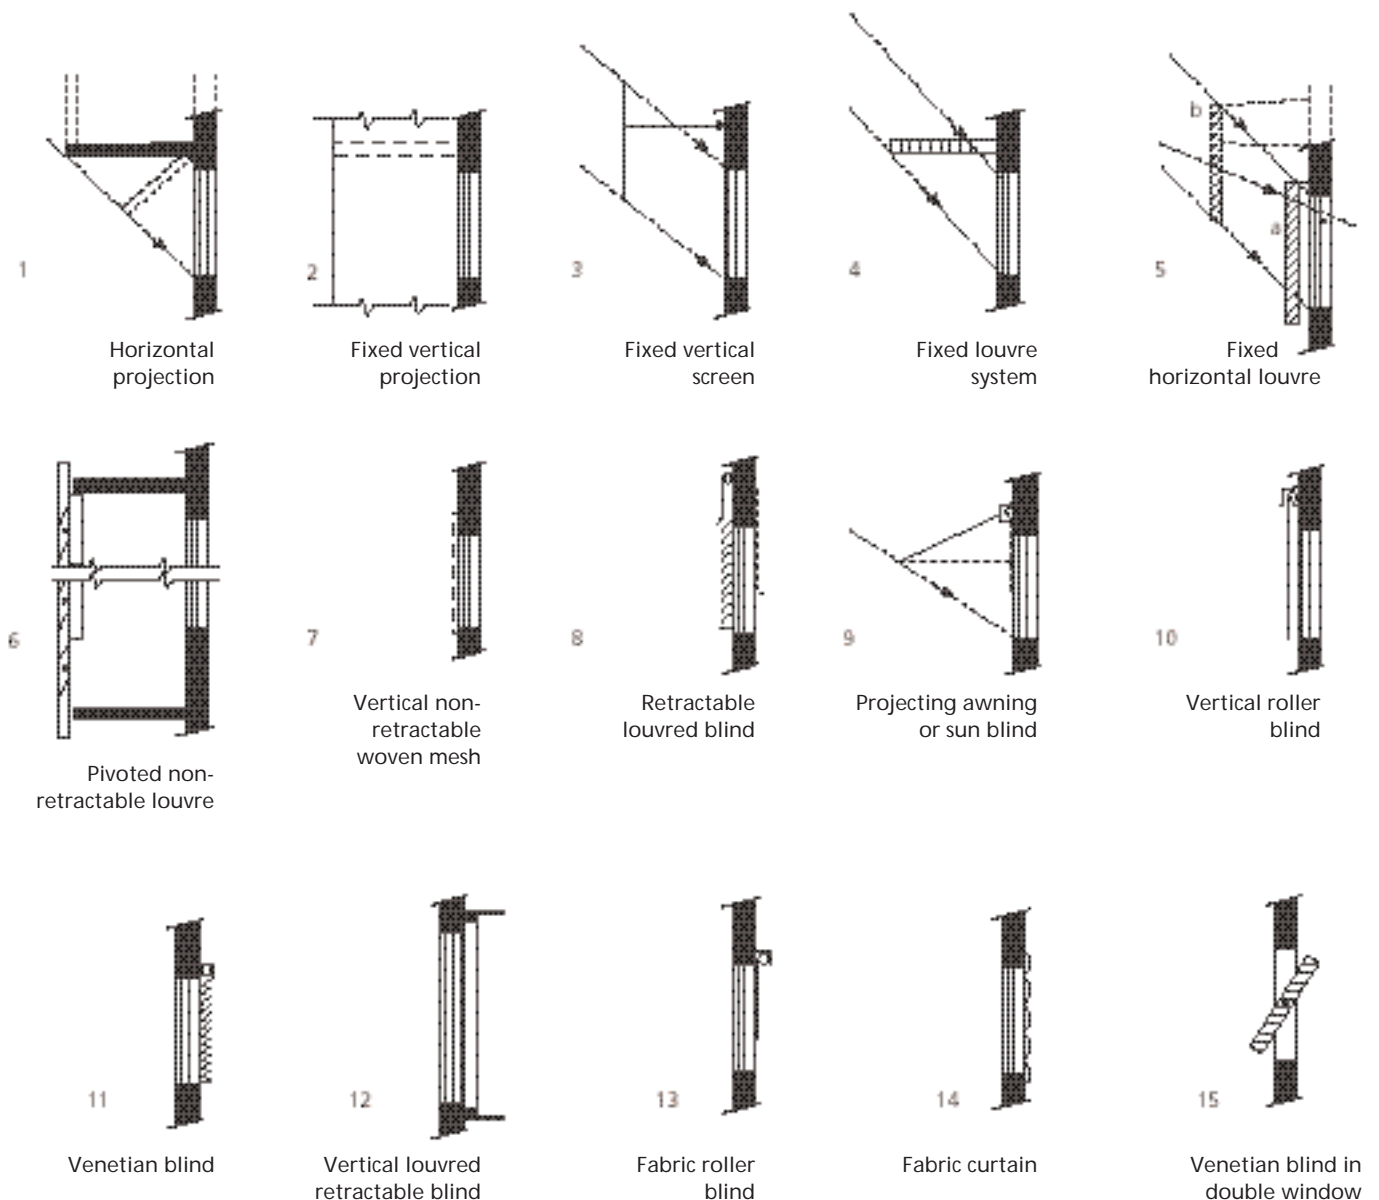 b
a
1
2
3
4
5
Horizontal
projection
Fixed vertical
projection
Fixed vertical
screen
Fixed louvre
system
Fixed
horizontal louvre
6
7
8
9
10
Pivoted non-
retractable louvre
Vertical non-
retractable
woven mesh
Retractable
louvred blind
Projecting awning
or sun blind
Vertical roller
blind
11
12
13
14
15
Venetian blind
Vertical louvred
retractable blind
Fabric roller
blind
Fabric curtain
Venetian blind in
double window